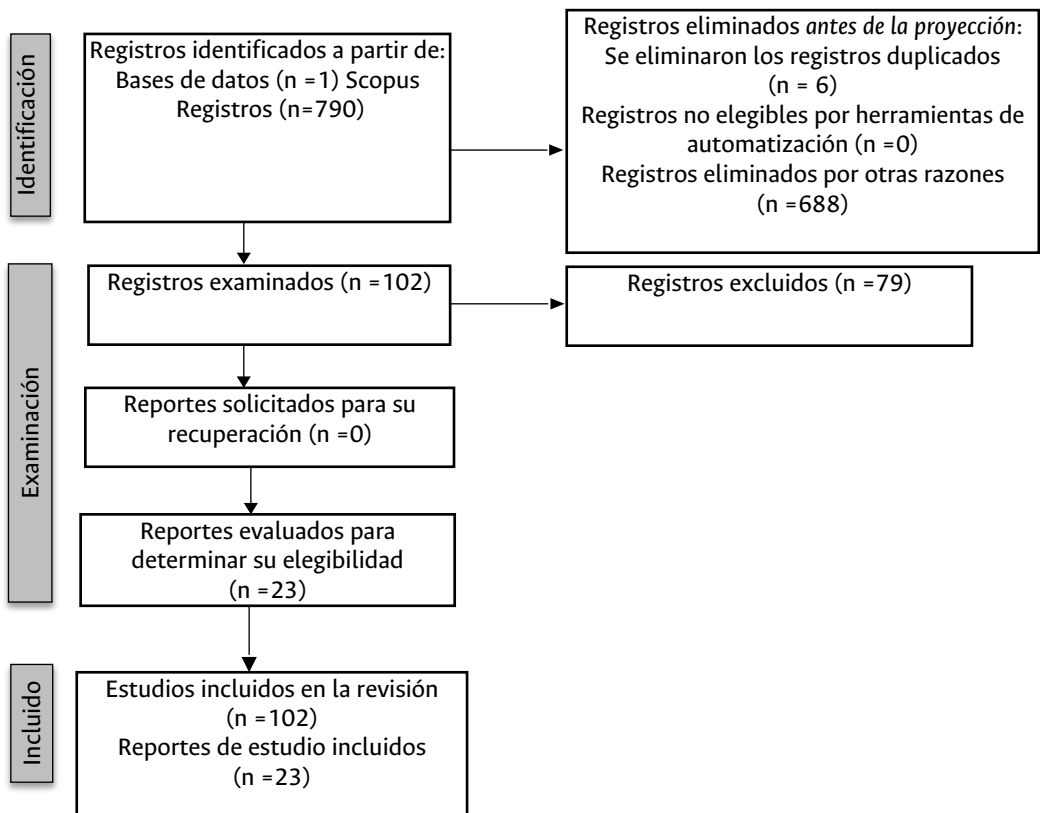 Identificación
Registros identificados a partir de:
Bases de datos (n =1) Scopus
Registros (n=790)
Registros eliminados antes de la proyección:
Se eliminaron los registros duplicados
(n = 6)
Registros no elegibles por herramientas de
automatización (n =0)
Registros eliminados por otras razones
(n =688)
Examinación
Registros examinados (n =102)
Registros excluidos (n =79)
Reportes solicitados para su
recuperación (n =0)
Reportes evaluados para
determinar su elegibilidad
(n =23)
Incluido
Estudios incluidos en la revisión
(n =102)
Reportes de estudio incluidos
(n =23)